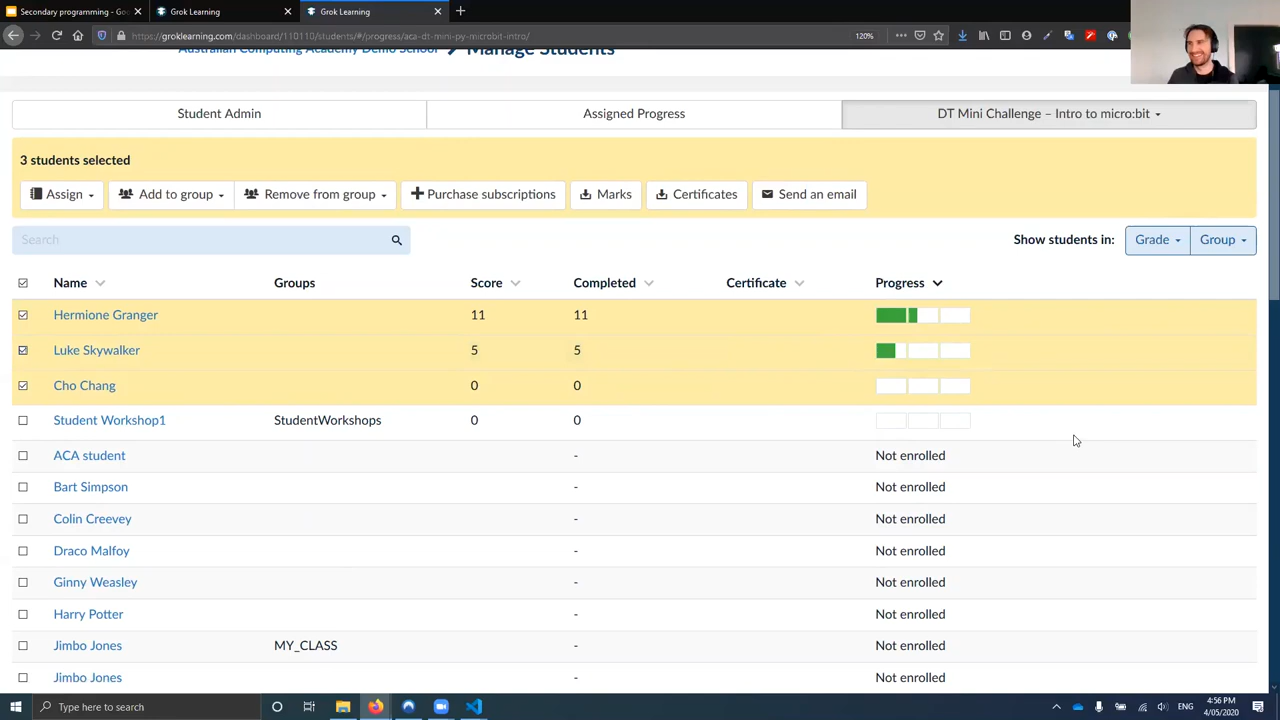 Secondary programming - Goo
Grok Learning
Grok Learning
https://groklearning.com/dashboard/110110/students/#/progress/aca-dt-mini-py-microbit-intro/
120%
Australian Computing Academy Demo School
Manage Students
Student Admin
Assigned Progress
DT Mini Challenge – Intro to micro:bit
3 students selected
Assign
Add to group
Remove from group
Purchase subscriptions
Marks
Certificates
Send an email
Search
Show students in:
Grade
Group
Name Groups Score Completed Certificate Progress
Hermione Granger 11 11
Luke Skywalker 5 5
Cho Chang 0 0
Student Workshop1 StudentWorkshops 0 0
ACA student - Not enrolled
Bart Simpson - Not enrolled
Colin Creevey - Not enrolled
Draco Malfoy - Not enrolled
Ginny Weasley - Not enrolled
Harry Potter - Not enrolled
Jimbo Jones MY_CLASS - Not enrolled
Jimbo Jones - Not enrolled
Type here to search
4:56 PM
4/05/2020